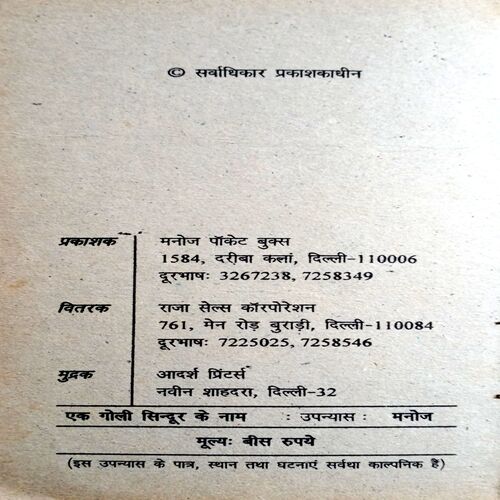 © सर्वाधिकार प्रकाशकाधीन
प्रकाशक मनोज पॉकेट बुक्स
1584, दरीबा कलां, दिल्ली-110006
दूरभाषः 3267238, 7258349
वितरक राजा सेल्स कॉरपोरेशन
761, मेन रोड़ बुराड़ी, दिल्ली-110084
दूरभाषः 7225025, 7258546
मुद्रक आदर्श प्रिंटर्स
नवीन शाहदरा, दिल्ली-32
एक गोली सिन्दूर के नाम : उपन्यास : मनोज
मूल्यः बीस रुपये
(इस उपन्यास के पात्र, स्थान तथा घटनाएं सर्वथा काल्पनिक हैं)